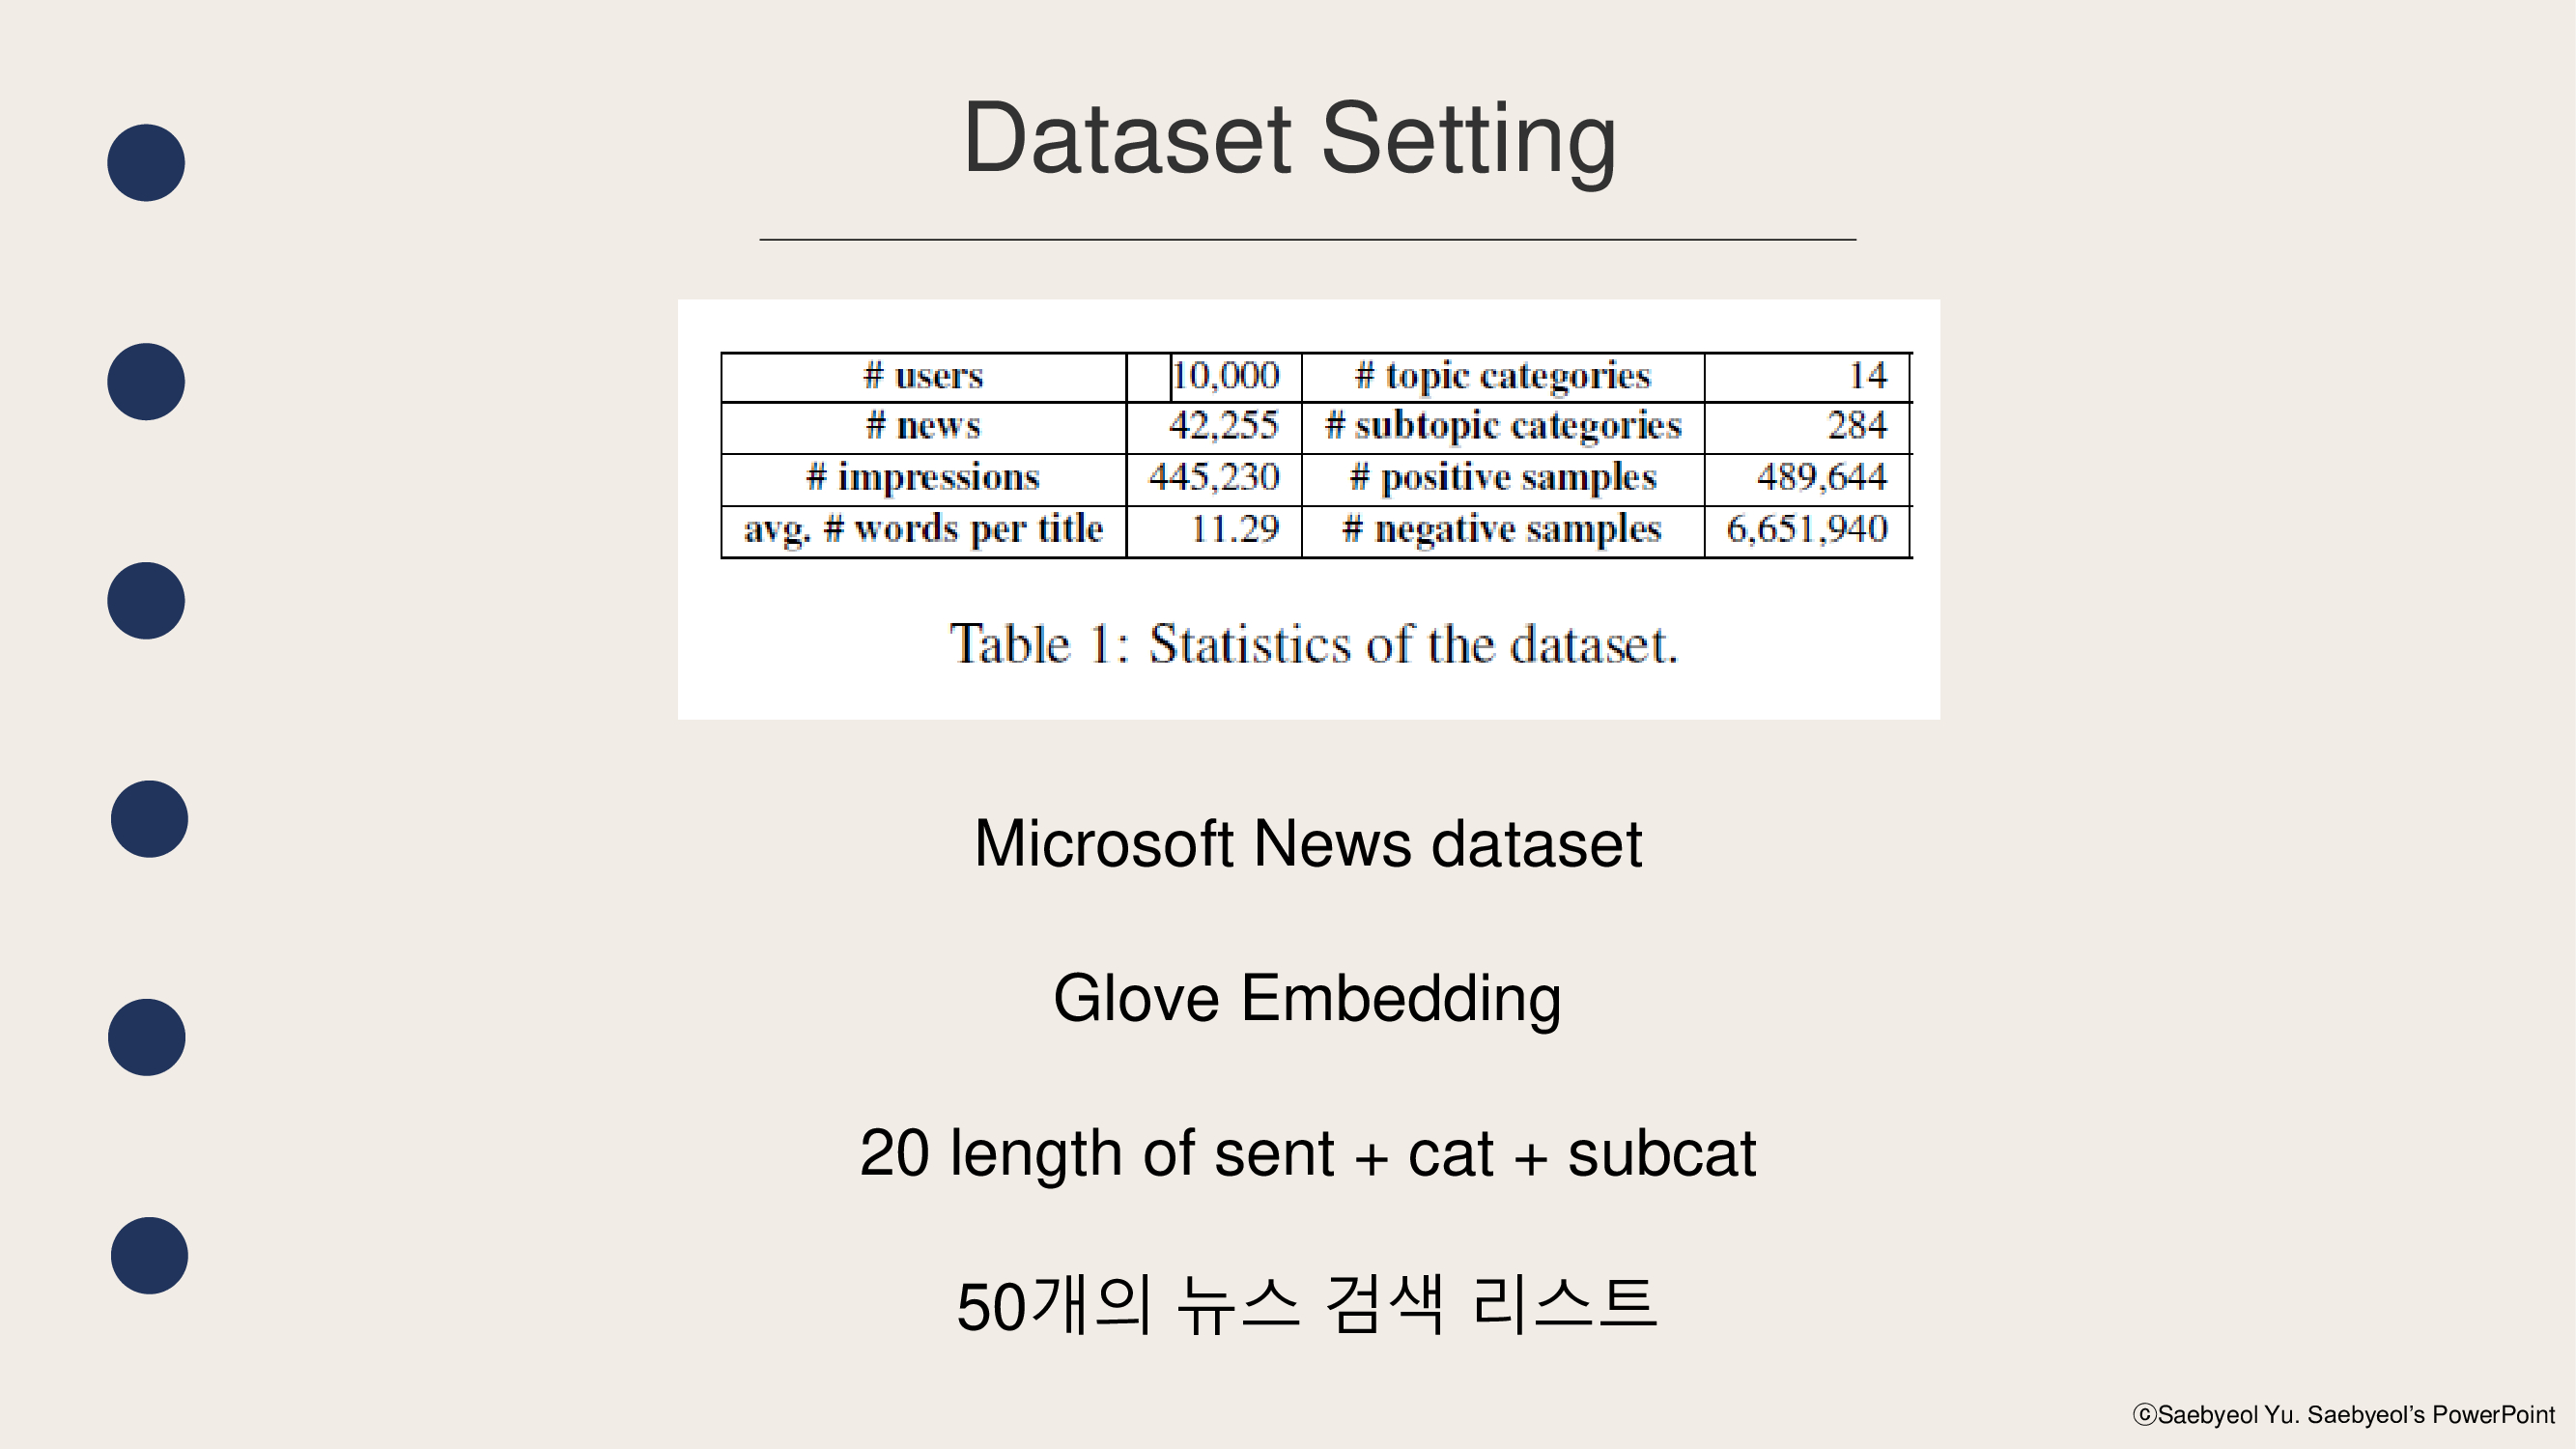 Dataset Setting
# users 10,000 # topic categories 14
# news 42,255 # subtopic categories 284
# impressions 445,230 # positive samples 489,644
avg. # words per title 11.29 # negative samples 6,651,940
Table 1: Statistics of the dataset.
Microsoft News dataset
Glove Embedding
20 length of sent + cat + subcat
50개의 뉴스 검색 리스트
ⓒSaebyeol Yu. Saebyeol’s PowerPoint